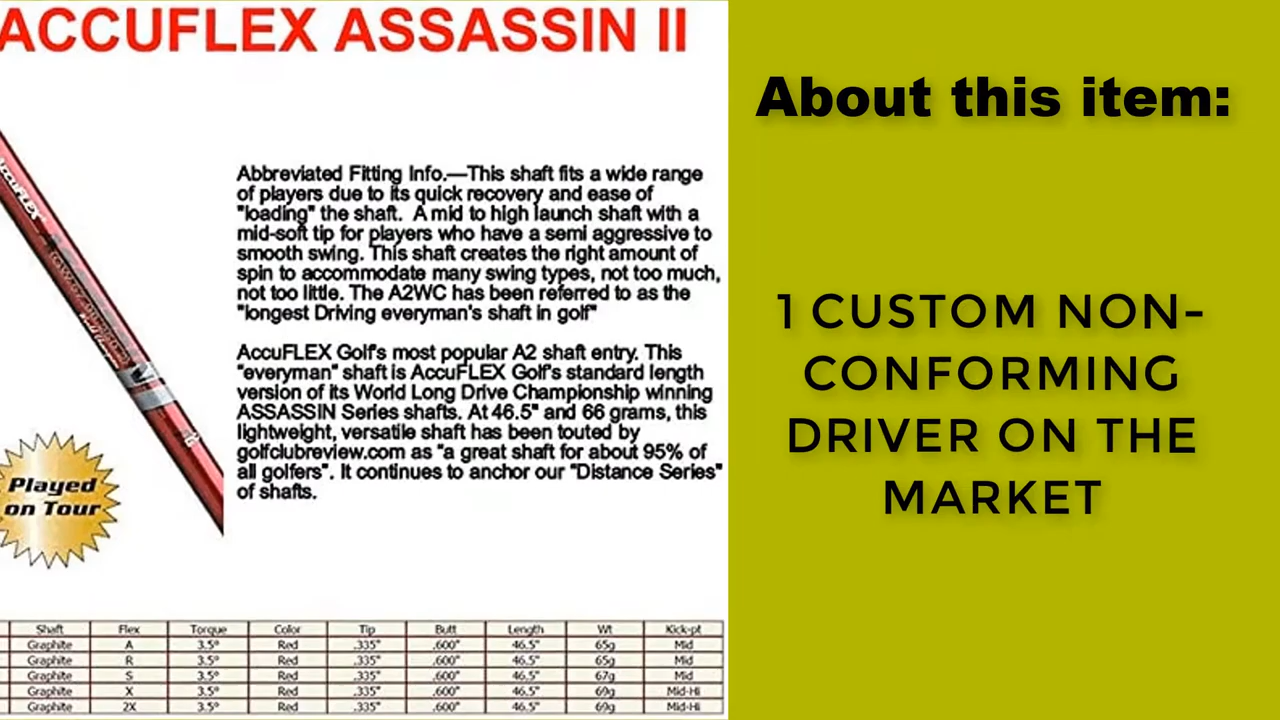 ACCUFLEX ASSASSIN II
About this item:
AccuFLEX
Abbreviated Fitting Info.—This shaft fits a wide range
of players due to its quick recovery and ease of
"loading" the shaft. A mid to high launch shaft with a
mid-soft tip for players who have a semi aggressive to
smooth swing. This shaft creates the right amount of
spin to accommodate many swing types, not too much,
not too little. The A2WC has been referred to as the
"longest Driving everyman's shaft in golf"
AccuFLEX Golf's most popular A2 shaft entry. This
"everyman" shaft is AccuFLEX Golf's standard length
version of its World Long Drive Championship winning
ASSASSIN Series shafts. At 46.5" and 66 grams, this
lightweight, versatile shaft has been touted by
golfclubreview.com as "a great shaft for about 95% of
all golfers". It continues to anchor our "Distance Series"
of shafts.
Played
on Tour
1 CUSTOM NON-
CONFORMING
DRIVER ON THE
MARKET
Shaft Flex Torque Color Tip Butt Length Wt Kick-pt
Graphite A 3.5° Red .335" .600" 46.5" 65g Mid
Graphite R 3.5° Red .335" .600" 46.5" 65g Mid
Graphite S 3.5° Red .335" .600" 46.5" 67g Mid
Graphite X 3.5° Red .335" .600" 46.5" 69g Mid-Hi
Graphite 2X 3.5° Red .335" .600" 46.5" 69g Mid-Hi